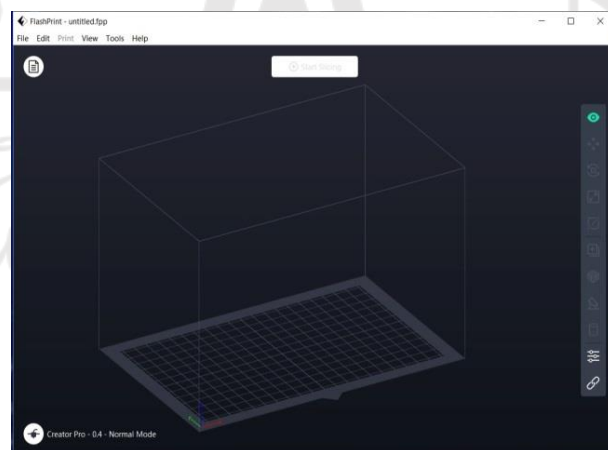 FlashPrint - untitled.fpp
File Edit Print View Tools Help
Start Slicing
Creator Pro - 0.4 - Normal Mode